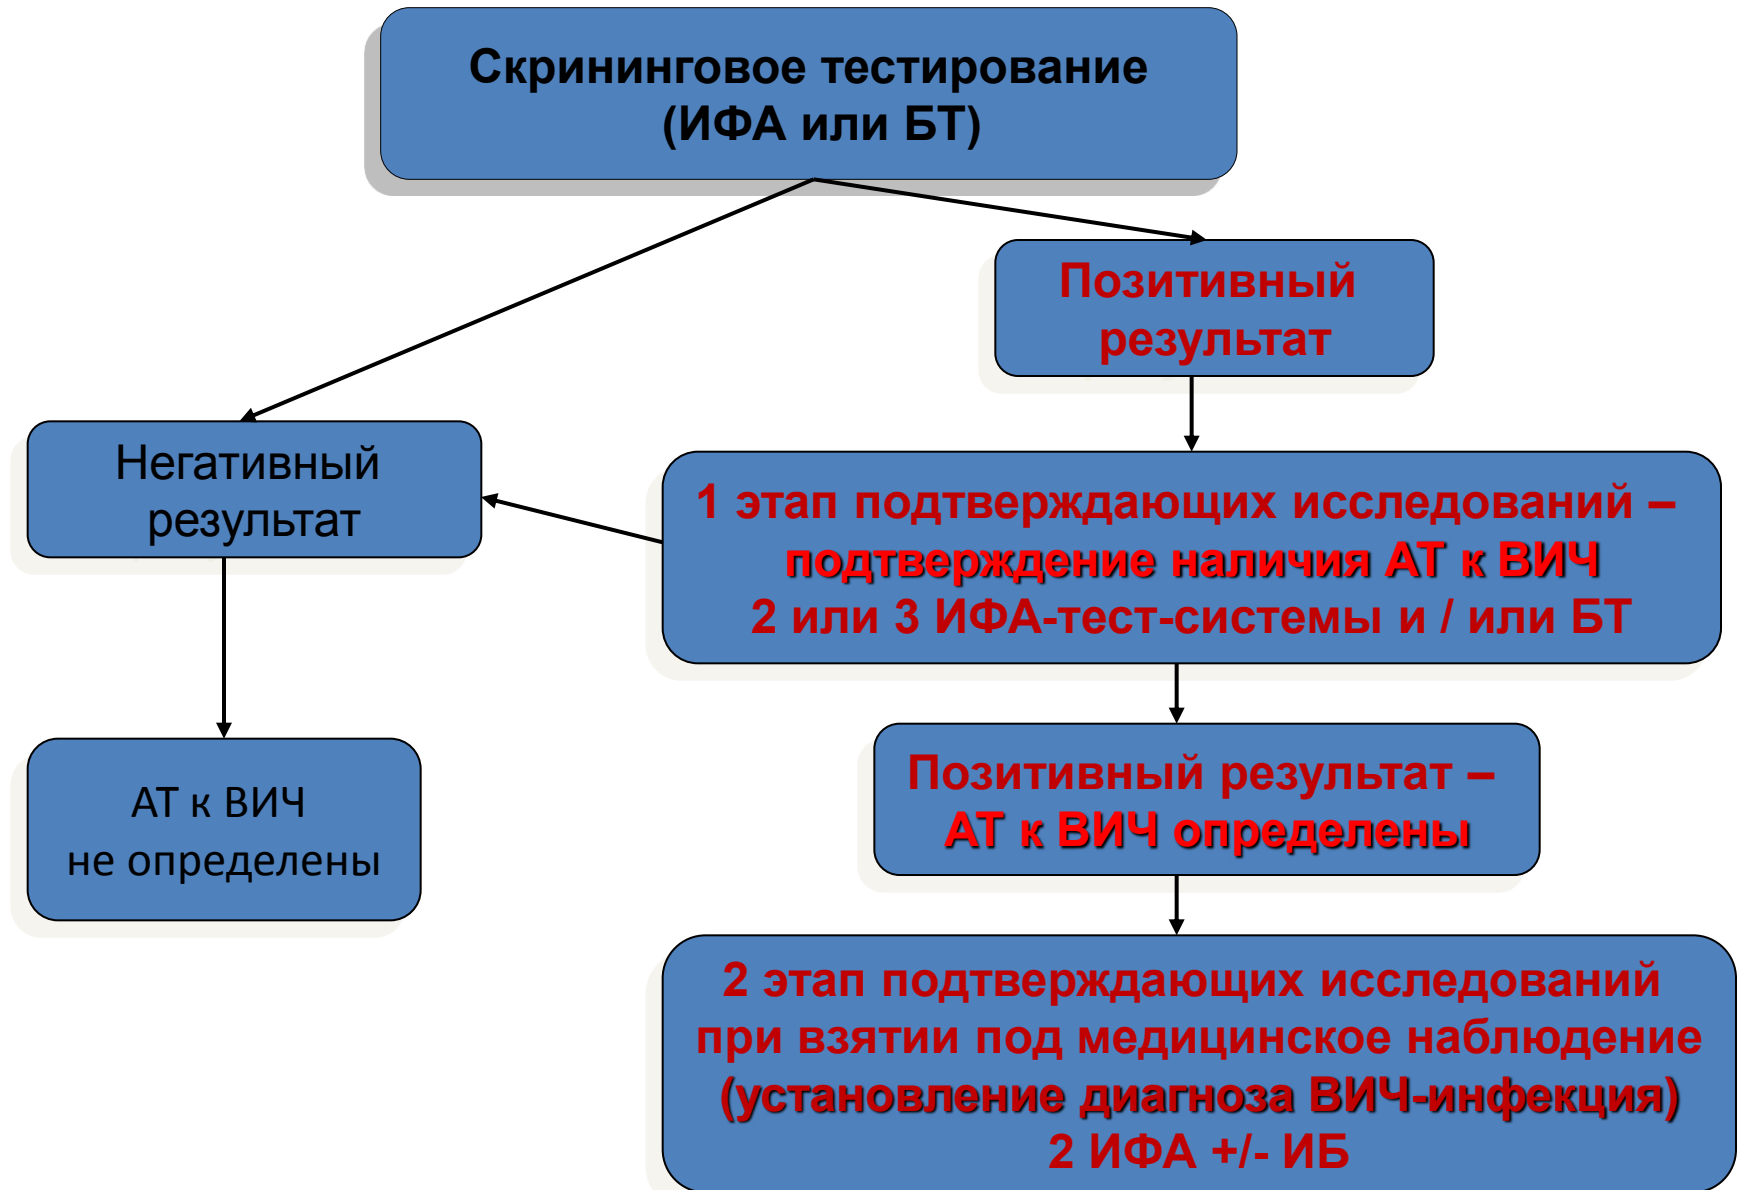 Скрининговое тестирование
(ИФА или БТ)
Позитивный
результат
Негативный
результат
1 этап подтверждающих исследований –
подтверждение наличия АТ к ВИЧ
2 или 3 ИФА-тест-системы и / или БТ
АТ к ВИЧ
не определены
Позитивный результат –
АТ к ВИЧ определены
2 этап подтверждающих исследований
при взятии под медицинское наблюдение
(установление диагноза ВИЧ-инфекция)
2 ИФА +/- ИБ